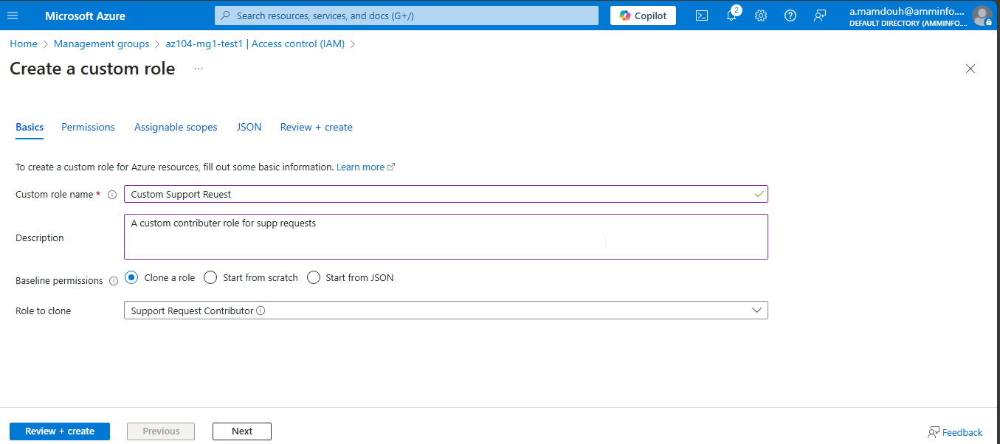 Microsoft Azure
Search resources, services, and docs (G+/)
Copilot
2
a.mamdouh@amminfo....
DEFAULT DIRECTORY (AMMINFO....
Home > Management groups > az104-mg1-test1 | Access control (IAM) >
Create a custom role ...
Basics Permissions Assignable scopes JSON Review + create
To create a custom role for Azure resources, fill out some basic information. Learn more
Custom role name * Custom Support Reuest
Description A custom contributer role for supp requests
Baseline permissions Clone a role Start from scratch Start from JSON
Role to clone Support Request Contributor
Review + create Previous Next
Feedback